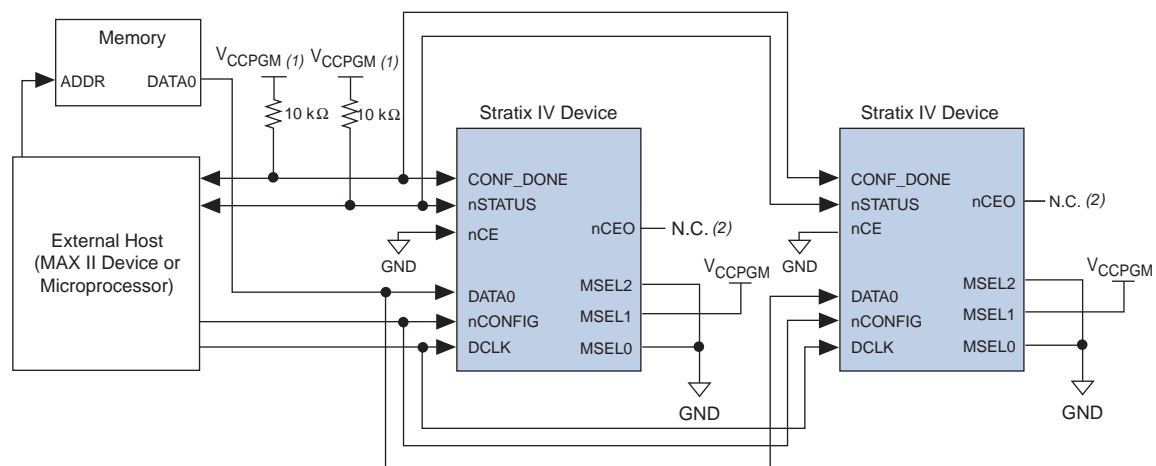 Memory
ADDR DATA0
VCCPGM (1) VCCPGM (1)
10 kΩ 10 kΩ
External Host
(MAX II Device or
Microprocessor)
Stratix IV Device
CONF_DONE
nSTATUS
nCE
nCEO N.C. (2)
GND
VCCPGM
DATA0
nCONFIG
DCLK
MSEL2
MSEL1
MSEL0
GND
Stratix IV Device
CONF_DONE
nSTATUS
nCE
nCEO N.C. (2)
GND
VCCPGM
DATA0
nCONFIG
DCLK
MSEL2
MSEL1
MSEL0
GND